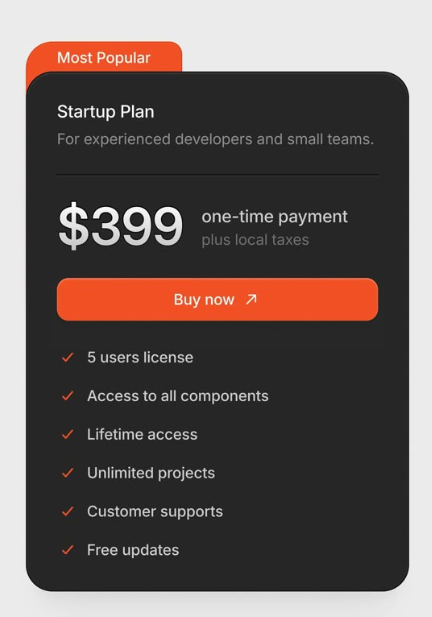 Most Popular
Startup Plan
For experienced developers and small teams.
$399
one-time payment
plus local taxes
Buy now
5 users license
Access to all components
Lifetime access
Unlimited projects
Customer supports
Free updates